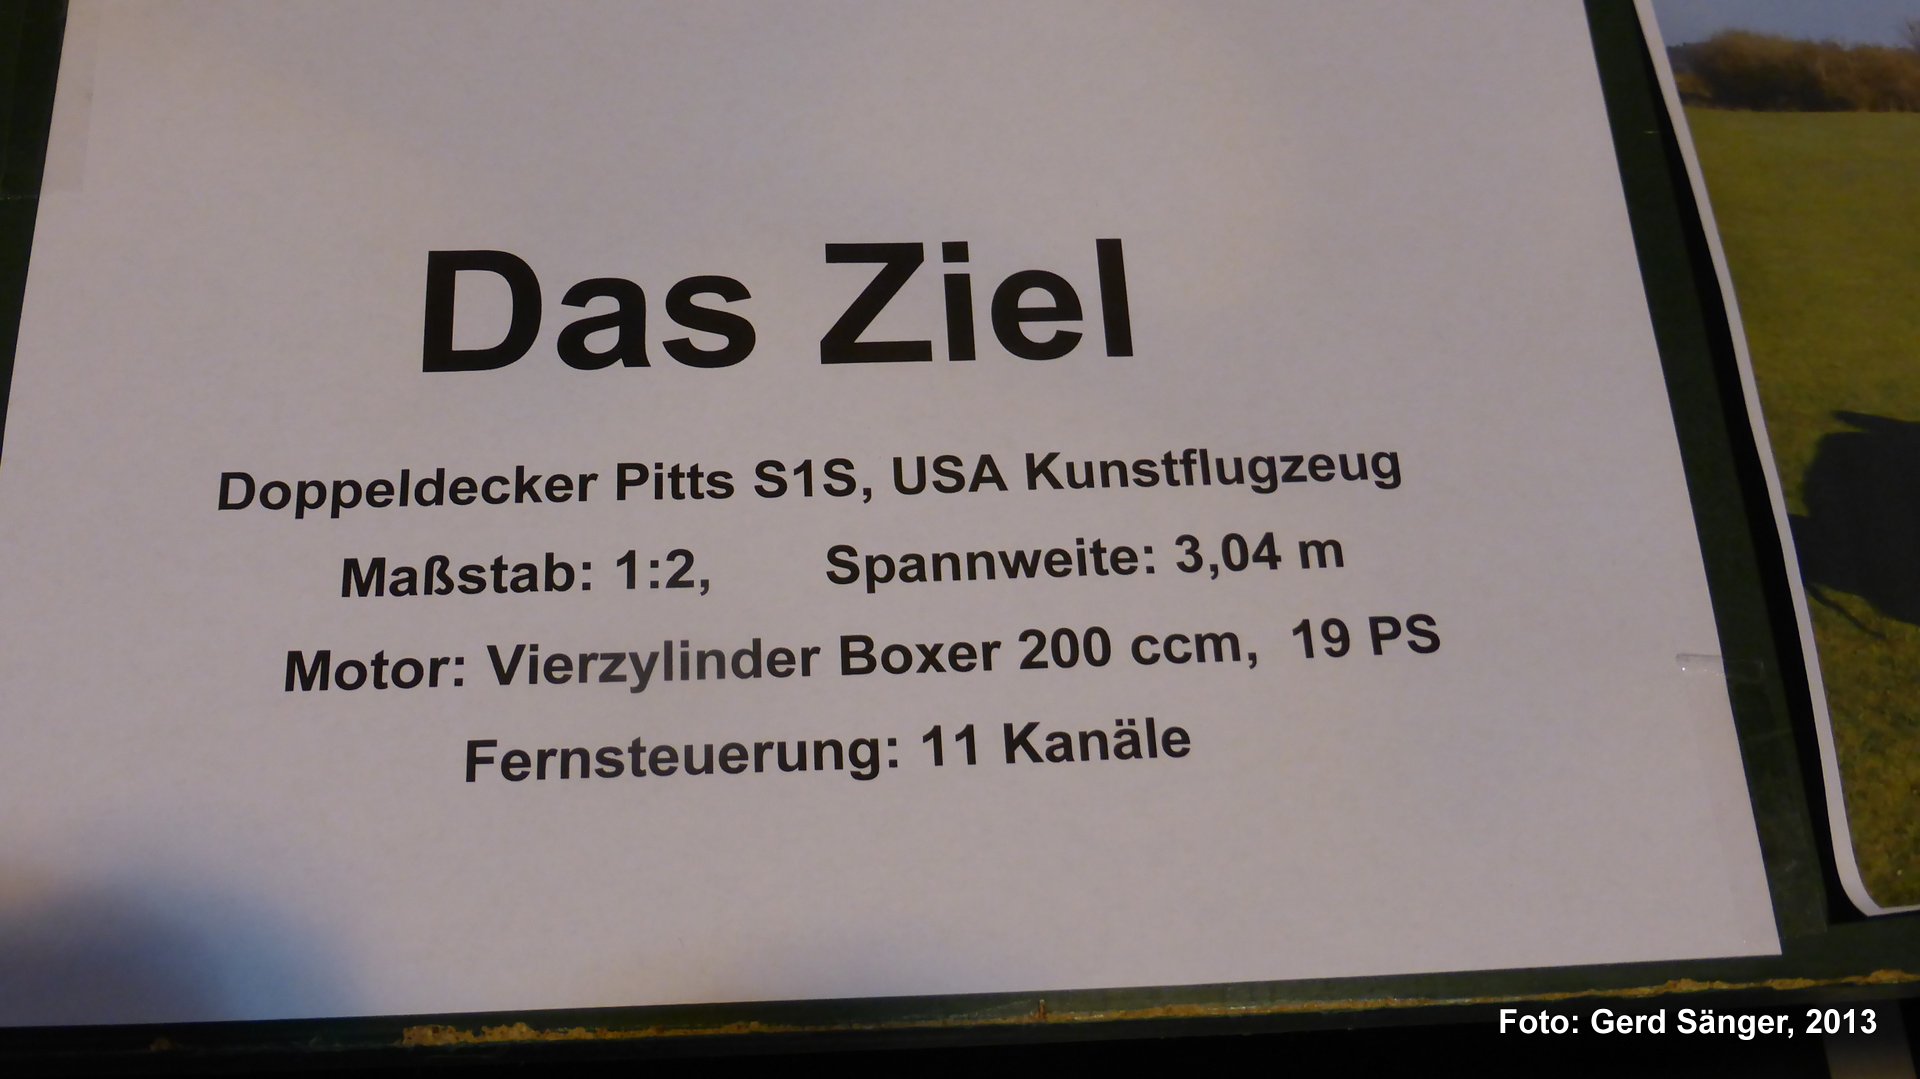 Das Ziel
Doppeldecker Pitts S1S, USA Kunstflugzeug
Maßstab: 1:2, Spannweite: 3,04 m
Motor: Vierzylinder Boxer 200 ccm, 19 PS
Fernsteuerung: 11 Kanäle
Foto: Gerd Sänger, 2013